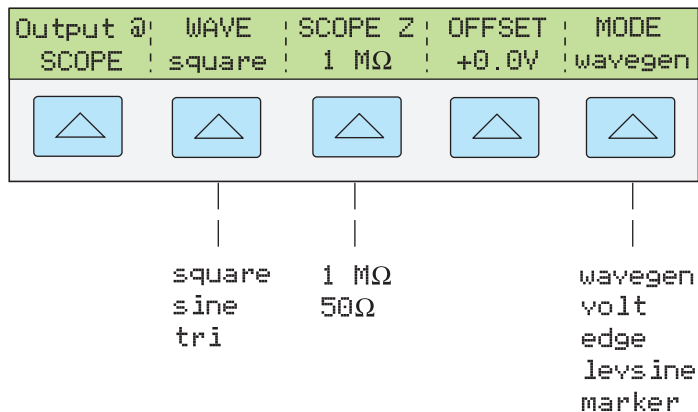 Output @ WAVE SCOPE Z OFFSET MODE
SCOPE square 1 MΩ +0.0V wavegen
square 1 MΩ wavegen
sine 50Ω volt
tri edge
levsine
marker